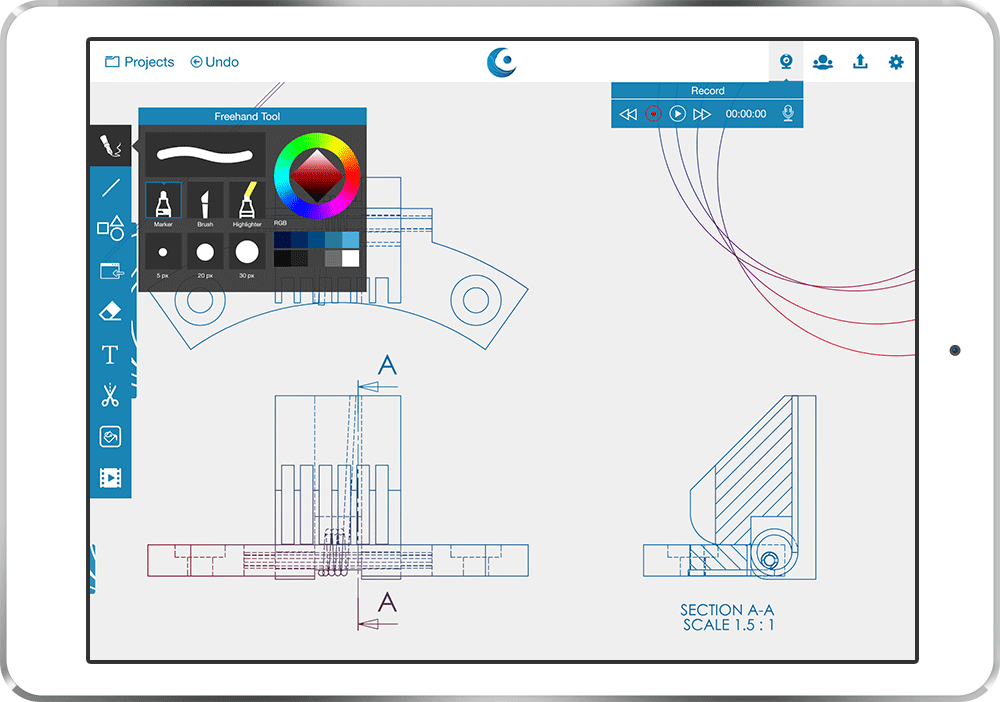 Projects
Undo
Record
00:00:00
Freehand Tool
Marker
Brush
Highlighter
RGB
5 px
20 px
30 px
T
A
A
SECTION A-A
SCALE 1.5 : 1